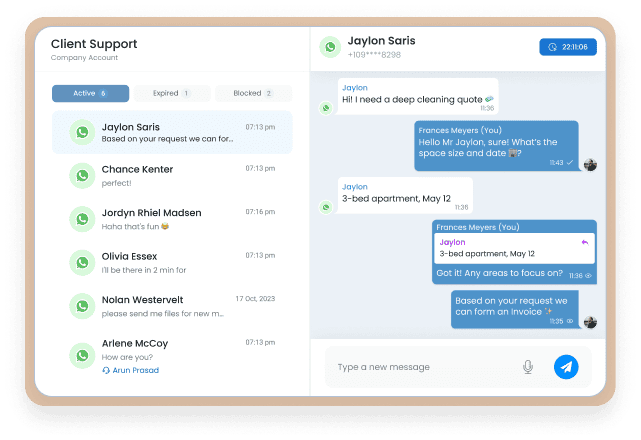 Client Support
Company Account
Active 6
Expired 1
Blocked 2
Jaylon Saris
07:13 pm
Based on your request we can for...
Chance Kenter
07:13 pm
perfect!
Jordyn Rhiel Madsen
07:16 pm
Haha that's fun 😂
Olivia Essex
07:13 pm
I'll be there in 2 min for
Nolan Westervelt
17 Oct, 2023
please send me files for new m...
Arlene McCoy
07:13 pm
How are you?
Arun Prasad
Jaylon Saris
+109****8298
22:11:06
Jaylon
Hi! I need a deep cleaning quote 🧼
11:36
Frances Meyers (You)
Hello Mr Jaylon, sure! What's the
space size and date 🏢?
11:43
Jaylon
3-bed apartment, May 12
11:36
Frances Meyers (You)
Jaylon
3-bed apartment, May 12
Got it! Any areas to focus on?
11:36
Based on your request we
can form an Invoice ✨
11:35
Type a new message